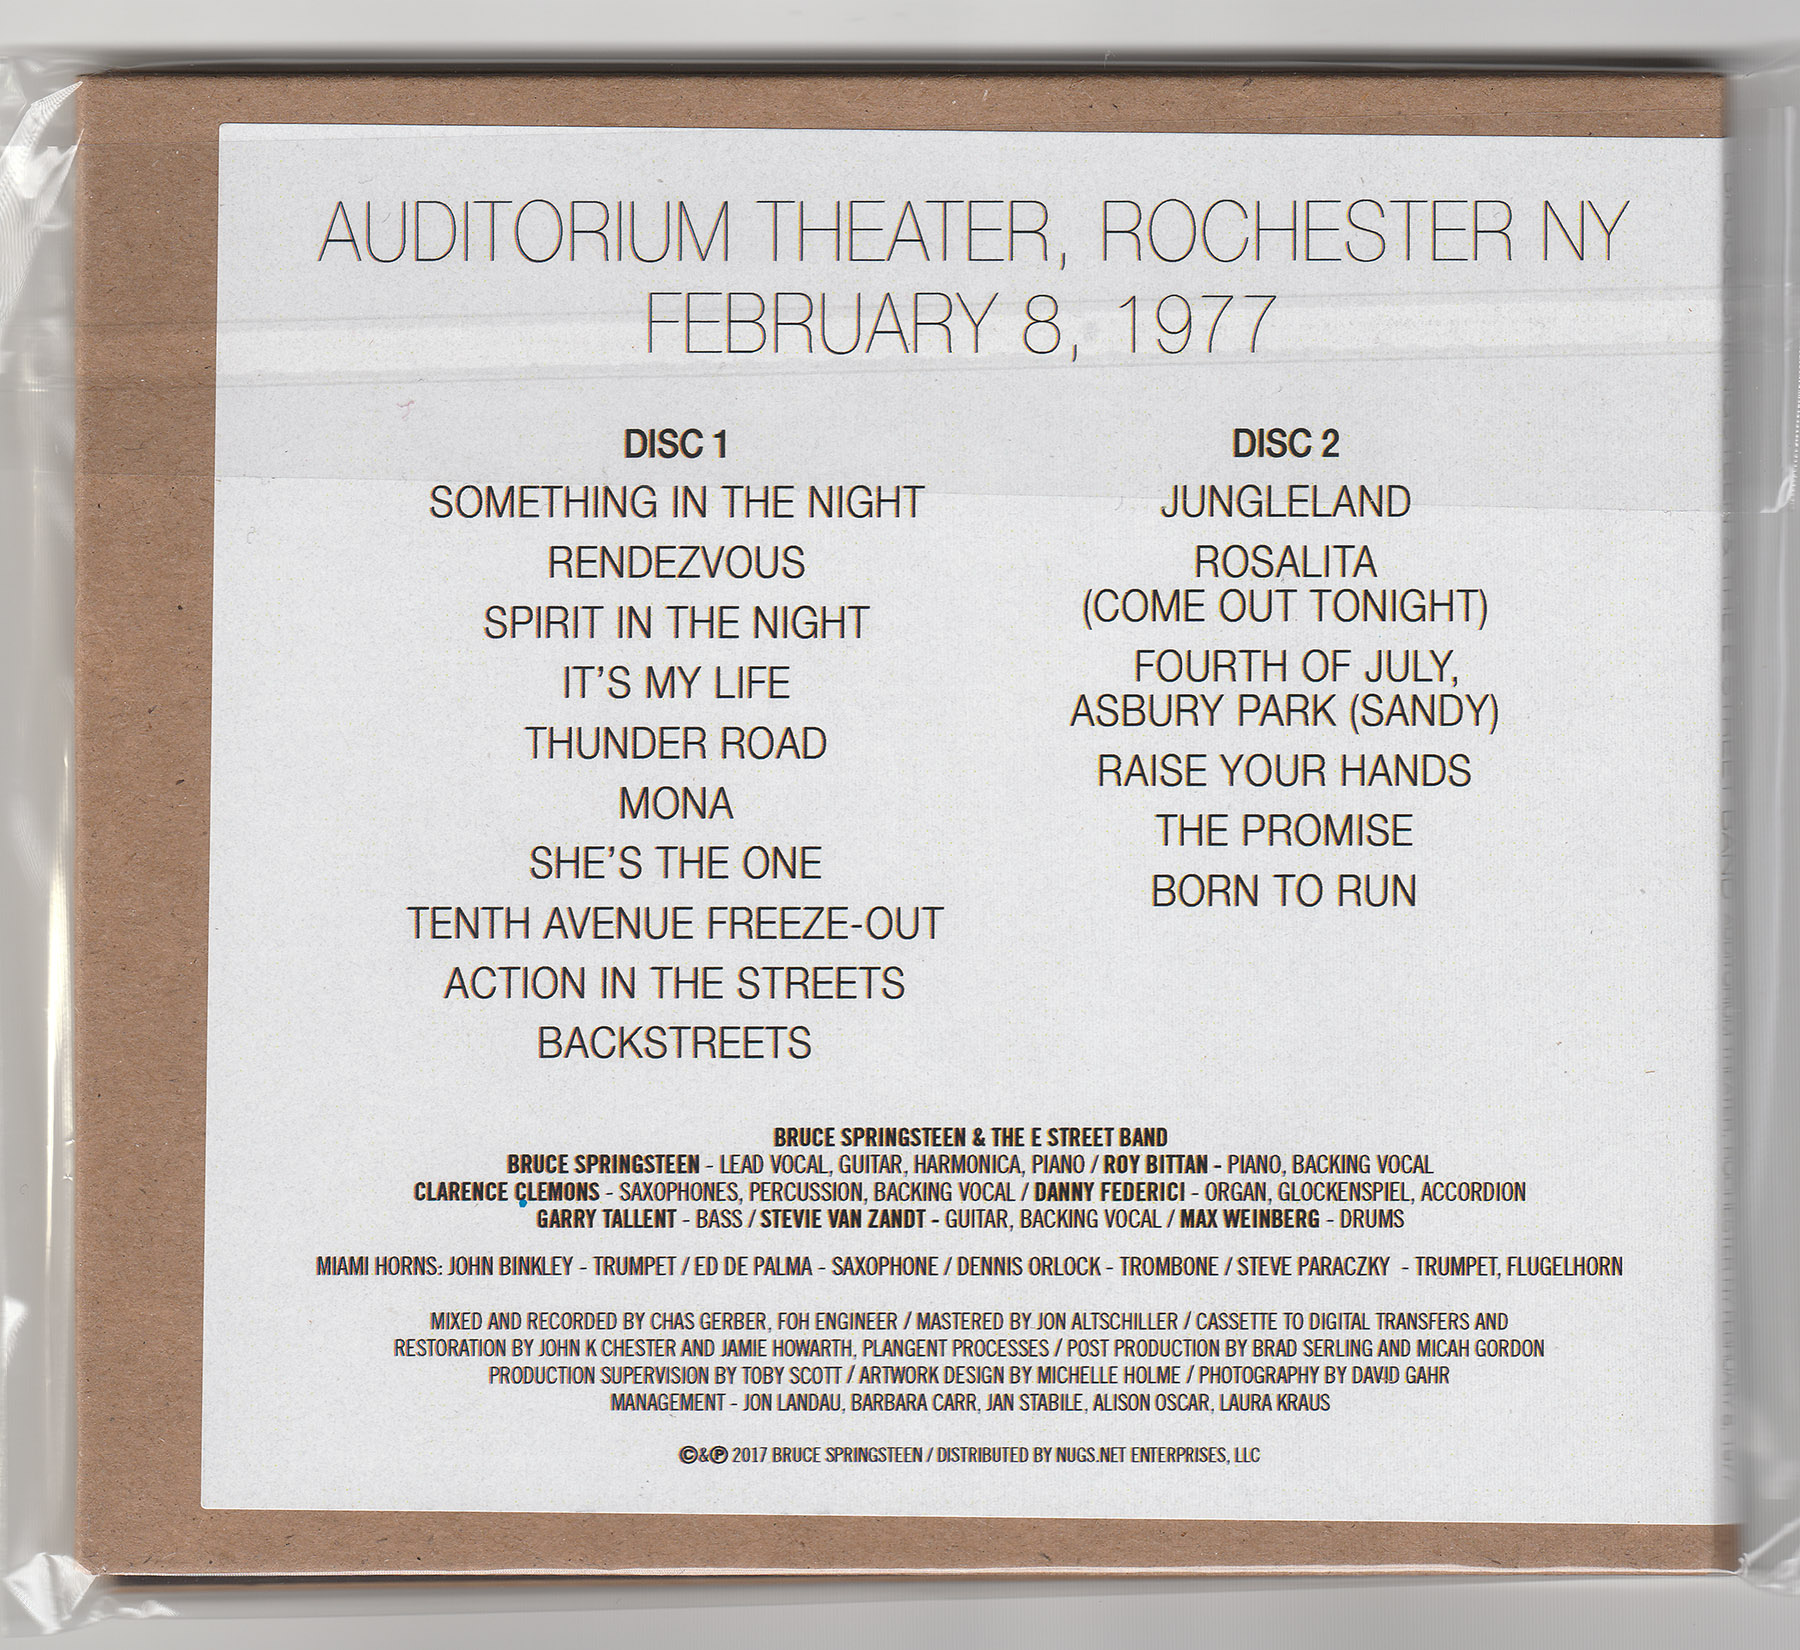 AUDITORIUM THEATER, ROCHESTER NY
FEBRUARY 8, 1977
DISC 1
SOMETHING IN THE NIGHT
RENDEZVOUS
SPIRIT IN THE NIGHT
IT'S MY LIFE
THUNDER ROAD
MONA
SHE'S THE ONE
TENTH AVENUE FREEZE-OUT
ACTION IN THE STREETS
BACKSTREETS
DISC 2
JUNGLELAND
ROSALITA
(COME OUT TONIGHT)
FOURTH OF JULY,
ASBURY PARK (SANDY)
RAISE YOUR HANDS
THE PROMISE
BORN TO RUN
BRUCE SPRINGSTEEN & THE E STREET BAND
BRUCE SPRINGSTEEN - LEAD VOCAL, GUITAR, HARMONICA, PIANO / ROY BITTAN - PIANO, BACKING VOCAL
CLARENCE CLEMONS - SAXOPHONES, PERCUSSION, BACKING VOCAL / DANNY FEDERICI - ORGAN, GLOCKENSPIEL, ACCORDION
GARRY TALLENT - BASS / STEVIE VAN ZANDT - GUITAR, BACKING VOCAL / MAX WEINBERG - DRUMS
MIAMI HORNS: JOHN BINKLEY - TRUMPET / ED DE PALMA - SAXOPHONE / DENNIS ORLOCK - TROMBONE / STEVE PARACZKY - TRUMPET, FLUGELHORN
MIXED AND RECORDED BY CHAS GERBER, FOH ENGINEER / MASTERED BY JON ALTSCHILLER / CASSETTE TO DIGITAL TRANSFERS AND
RESTORATION BY JOHN K CHESTER AND JAMIE HOWARTH, PLANGENT PROCESSES / POST PRODUCTION BY BRAD SERLING AND MICAH GORDON
PRODUCTION SUPERVISION BY TOBY SCOTT / ARTWORK DESIGN BY MICHELLE HOLME / PHOTOGRAPHY BY DAVID GAHR
MANAGEMENT - JON LANDAU, BARBARA CARR, JAN STABILE, ALISON OSCAR, LAURA KRAUS
©&℗ 2017 BRUCE SPRINGSTEEN / DISTRIBUTED BY NUGS.NET ENTERPRISES, LLC